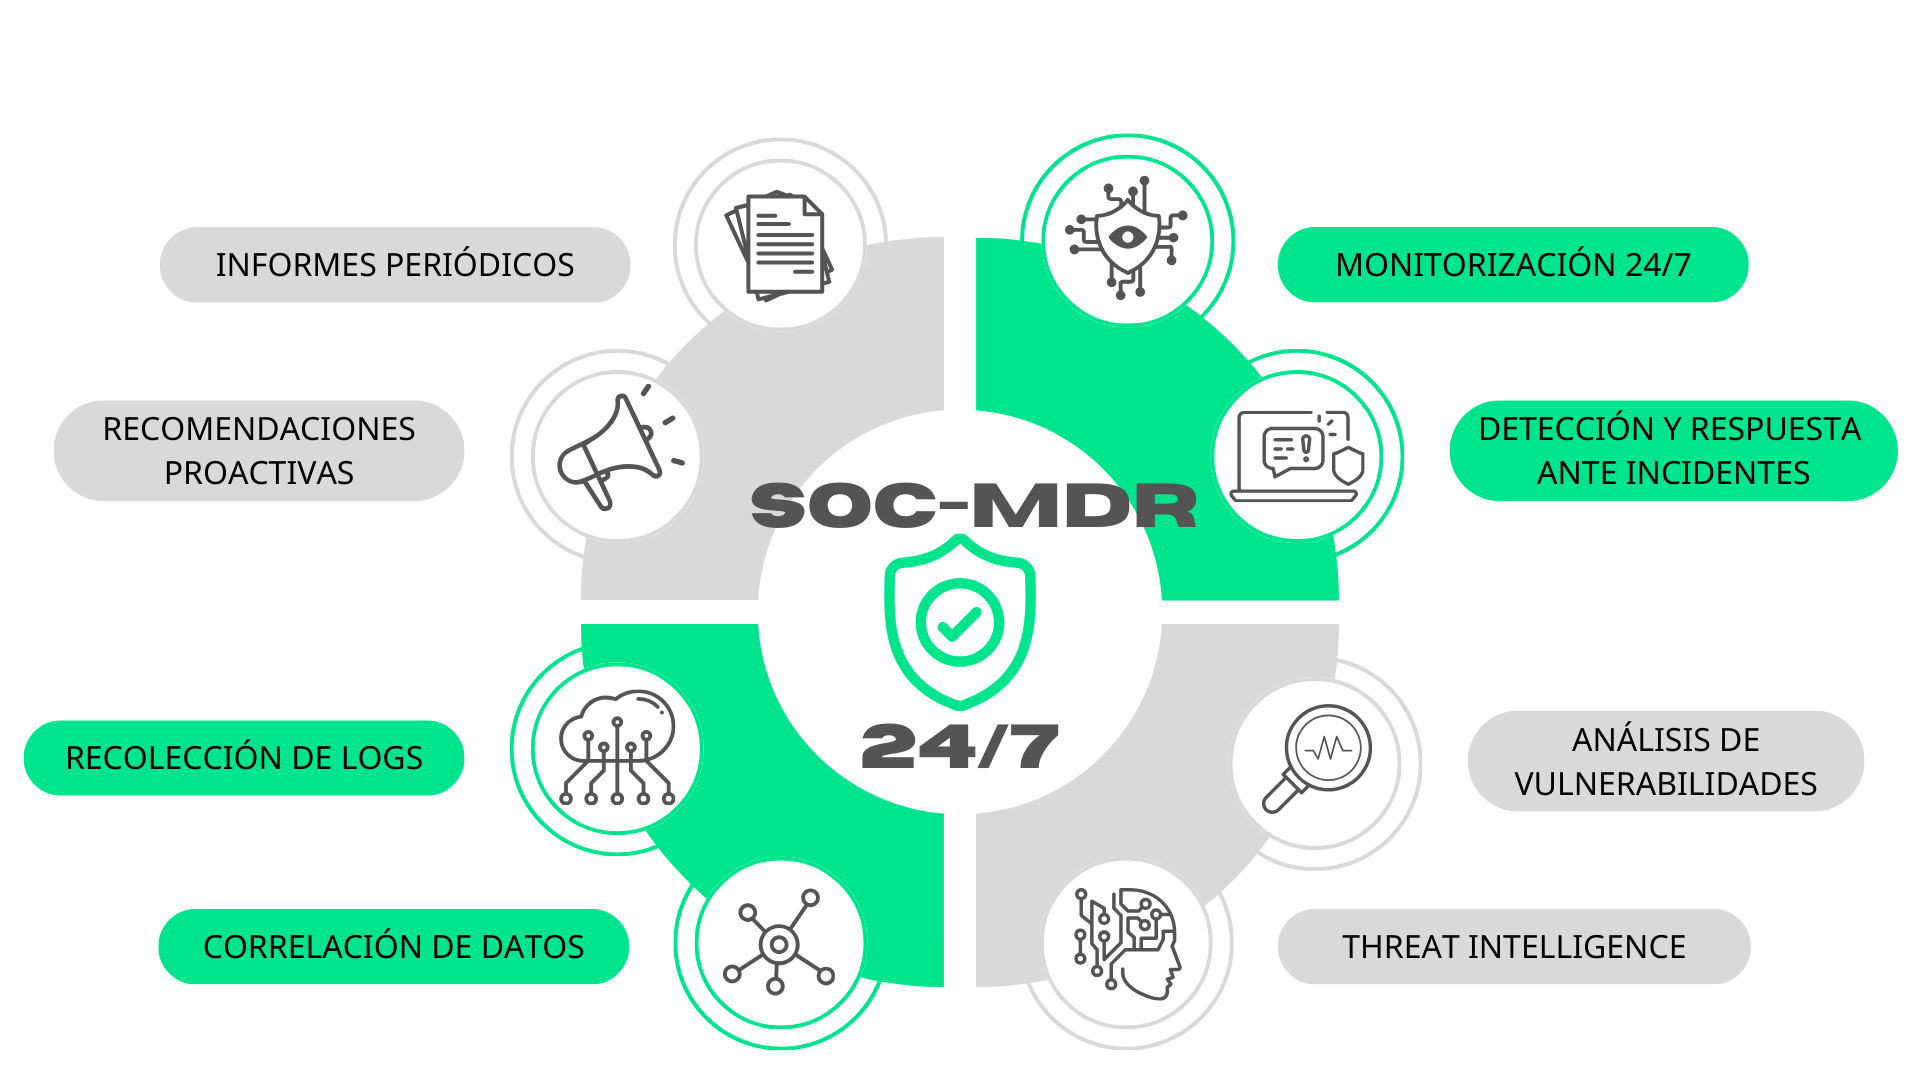 INFORMES PERIÓDICOS
MONITORIZACIÓN 24/7
RECOMENDACIONES
PROACTIVAS
DETECCIÓN Y RESPUESTA
ANTE INCIDENTES
SOC-MDR
24/7
RECOLECCIÓN DE LOGS
ANÁLISIS DE
VULNERABILIDADES
CORRELACIÓN DE DATOS
THREAT INTELLIGENCE